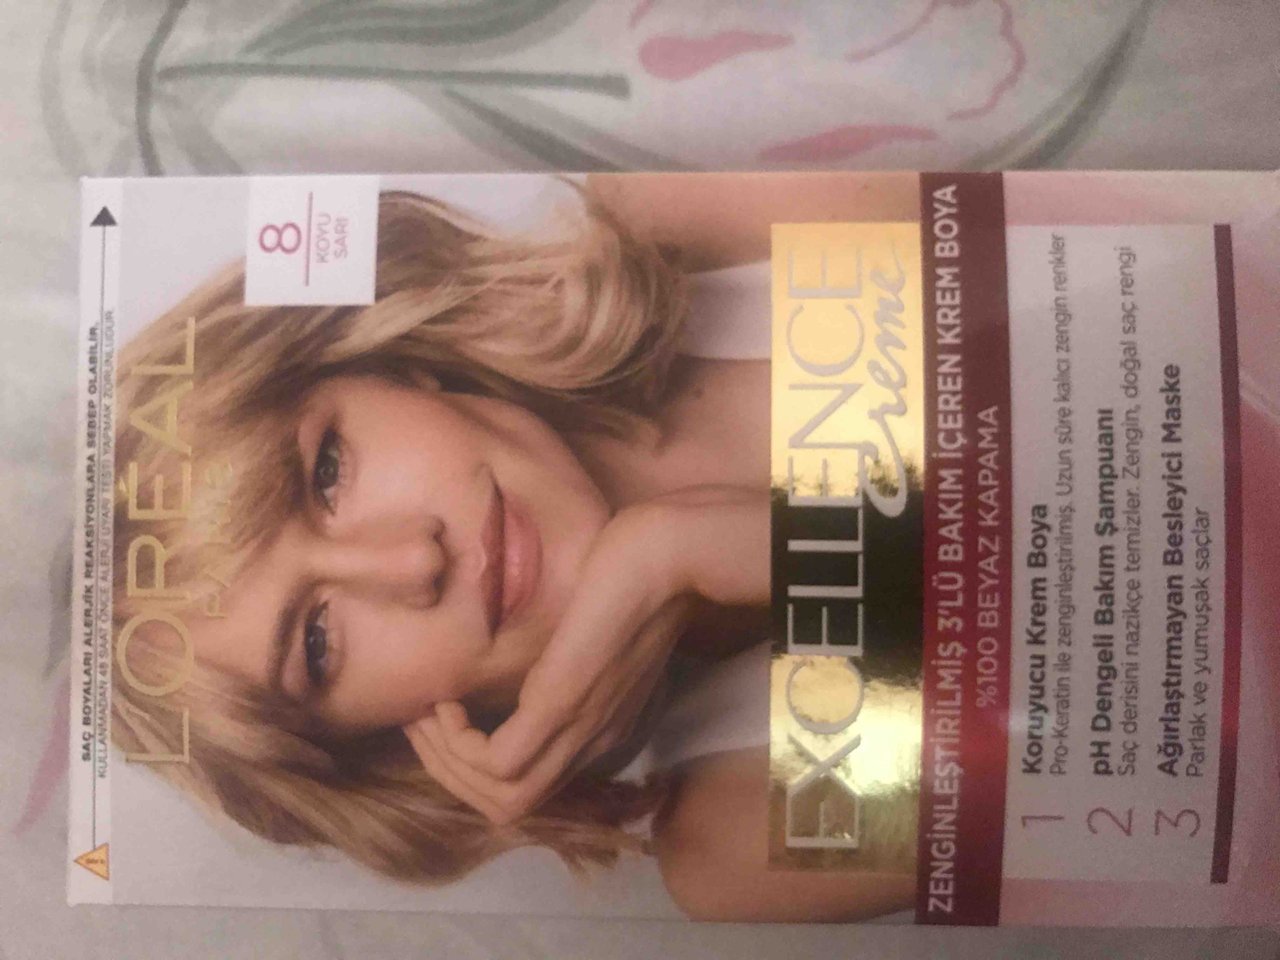 SAÇ BOYALARI ALERJİK REAKSİYONLARA SEBEP OLABİLİR.
KULLANMADAN 48 SAAT ÖNCE ALERJİ UYARI TESTİ YAPMAK ZORUNLUDUR.
L'ORÉAL
PARIS
8
KOYU
SARI
EXCELLENCE
Creme
ZENGİNLEŞTİRİLMİŞ 3'LÜ BAKIM İÇEREN KREM BOYA
%100 BEYAZ KAPAMA
1 Koruyucu Krem Boya
Pro-Keratin ile zenginleştirilmiş. Uzun süre kalıcı zengin renkler
2 pH Dengeli Bakım Şampuanı
Saç derisini nazikçe temizler. Zengin, doğal saç rengi
3 Ağırlaştırmayan Besleyici Maske
Parlak ve yumuşak saçlar